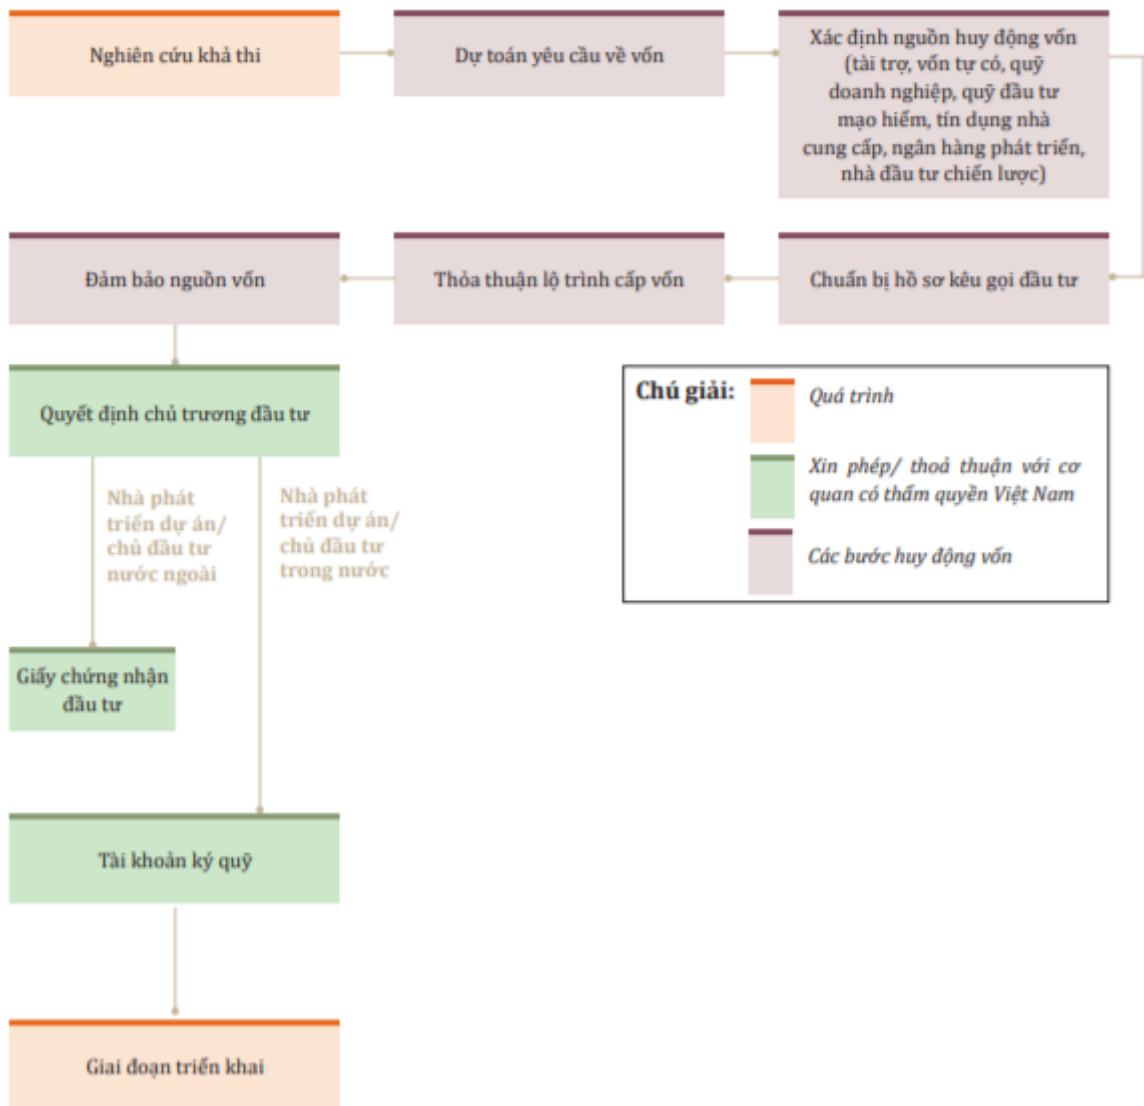 Nghiên cứu khả thi
Dự toán yêu cầu về vốn
Xác định nguồn huy động vốn
(tài trợ, vốn tự có, quỹ
doanh nghiệp, quỹ đầu tư
mạo hiểm, tín dụng nhà
cung cấp, ngân hàng phát triển,
nhà đầu tư chiến lược)
Đảm bảo nguồn vốn
Thỏa thuận lộ trình cấp vốn
Chuẩn bị hồ sơ kêu gọi đầu tư
Quyết định chủ trương đầu tư
Nhà phát
triển dự án/
chủ đầu tư
nước ngoài
Nhà phát
triển dự án/
chủ đầu tư
trong nước
Chú giải:
Quá trình
Xin phép/ thoả thuận với cơ
quan có thẩm quyền Việt Nam
Các bước huy động vốn
Giấy chứng nhận
đầu tư
Tài khoản ký quỹ
Giai đoạn triển khai